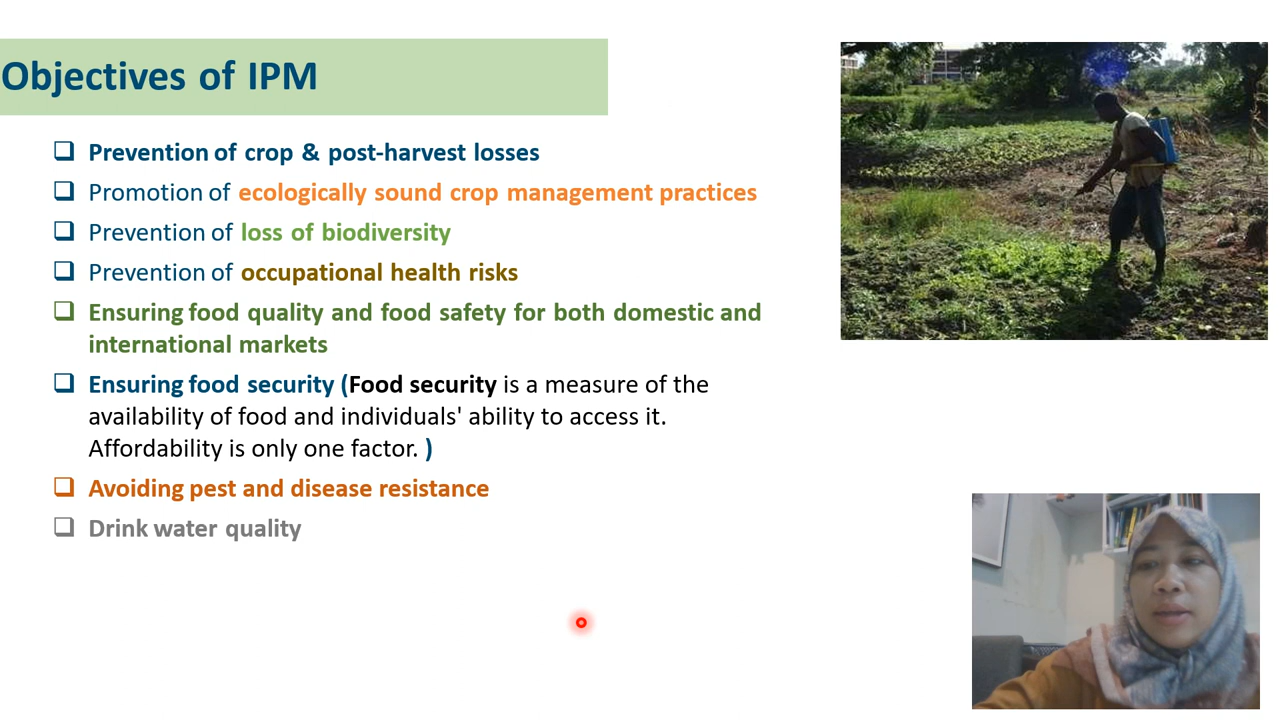 Objectives of IPM
Prevention of crop & post-harvest losses
Promotion of ecologically sound crop management practices
Prevention of loss of biodiversity
Prevention of occupational health risks
Ensuring food quality and food safety for both domestic and
international markets
Ensuring food security (Food security is a measure of the
availability of food and individuals' ability to access it.
Affordability is only one factor. )
Avoiding pest and disease resistance
Drink water quality